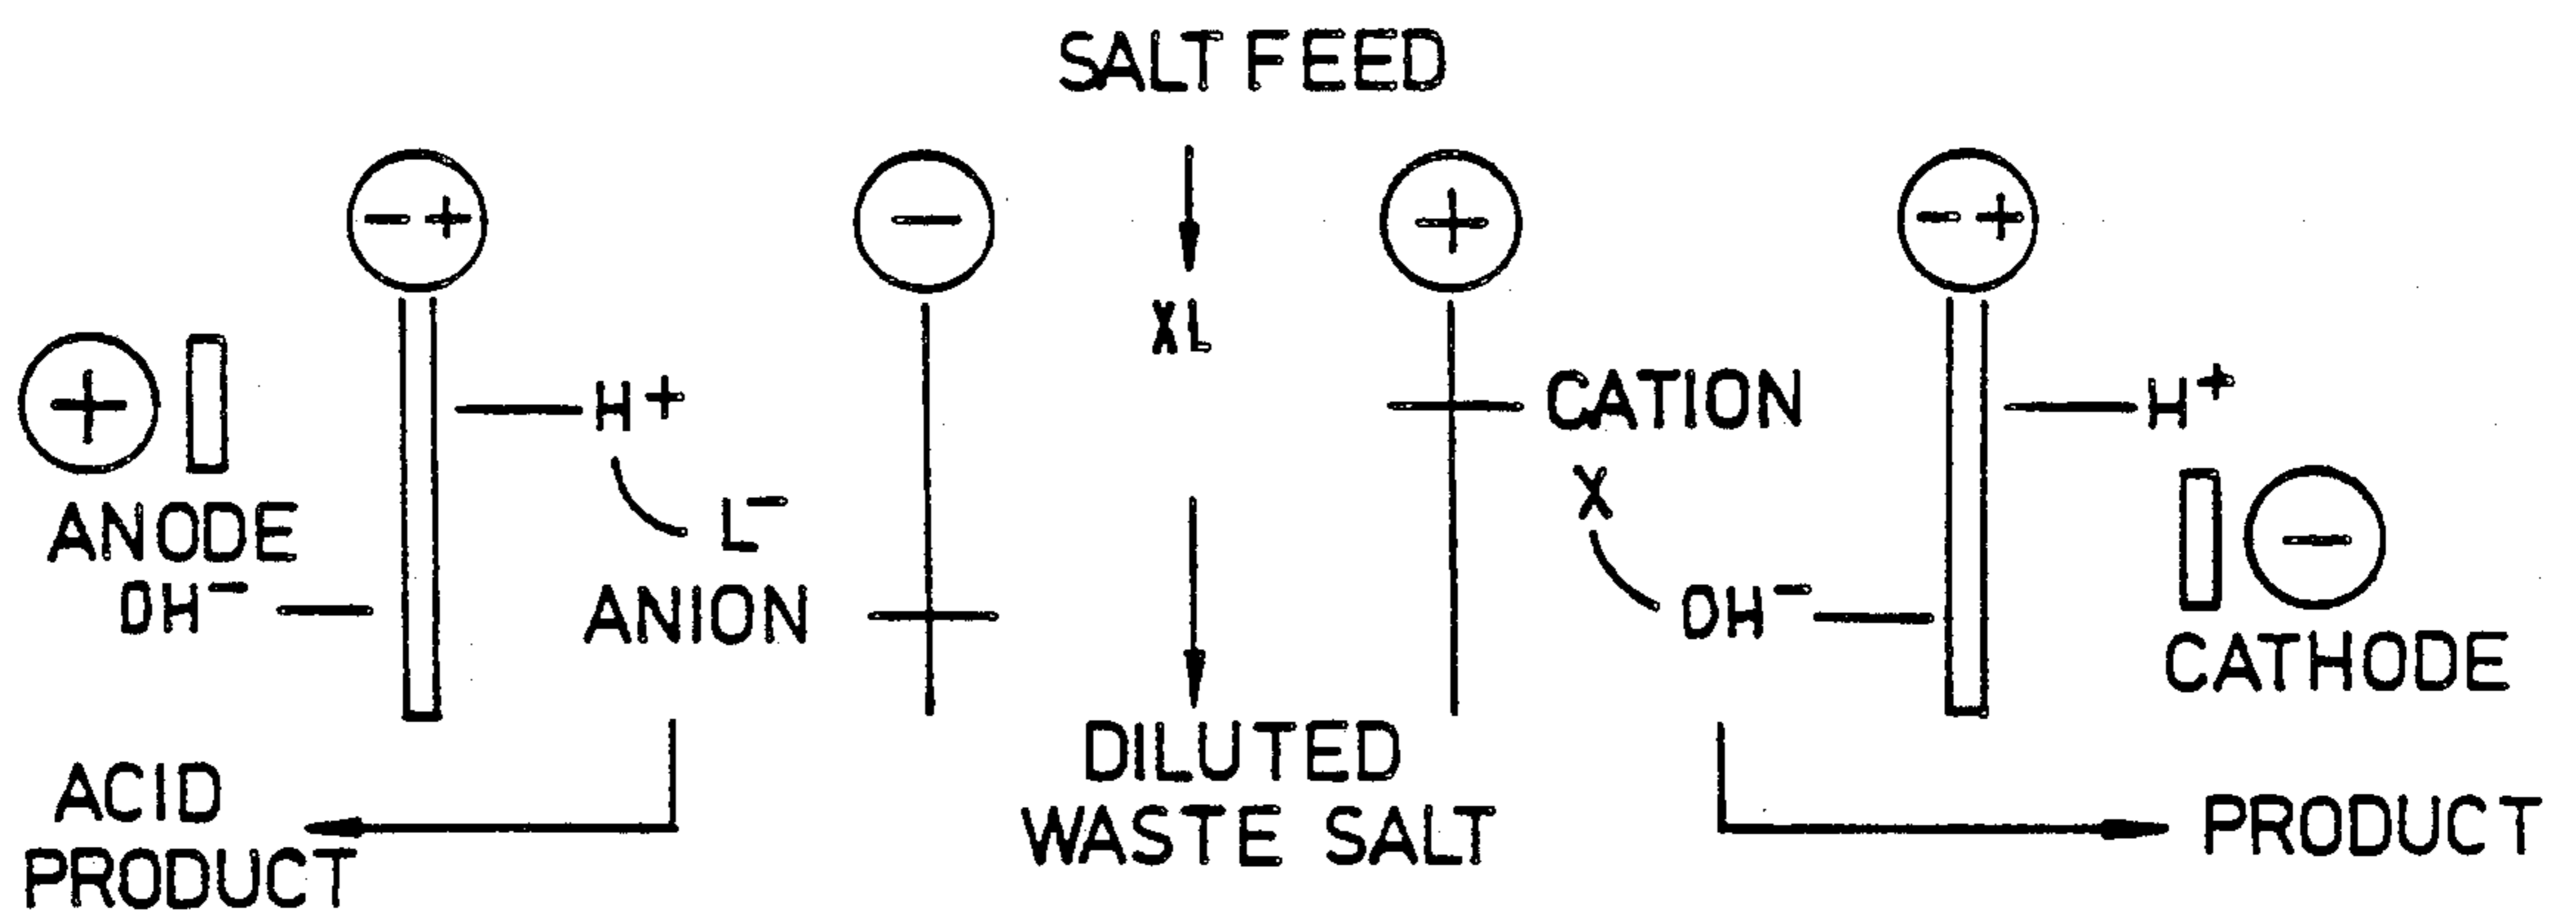 SALT FEED
- +
-
+
- +
XL
+
H+
CATION
H+
X
L-
-
ANODE
OH-
ANION
OH-
CATHODE
DILUTED
WASTE SALT
ACID
PRODUCT
PRODUCT